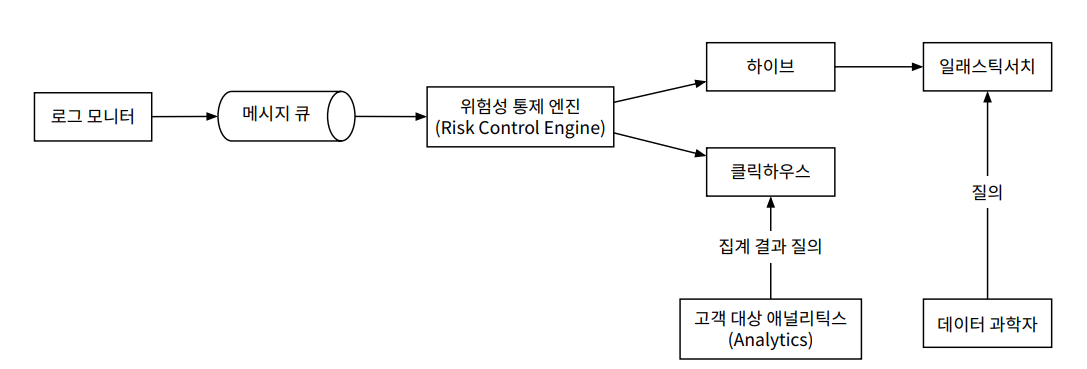 로그 모니터
메시지 큐
위험성 통제 엔진
(Risk Control Engine)
하이브
일래스틱서치
클릭하우스
질의
집계 결과 질의
고객 대상 애널리틱스
(Analytics)
데이터 과학자